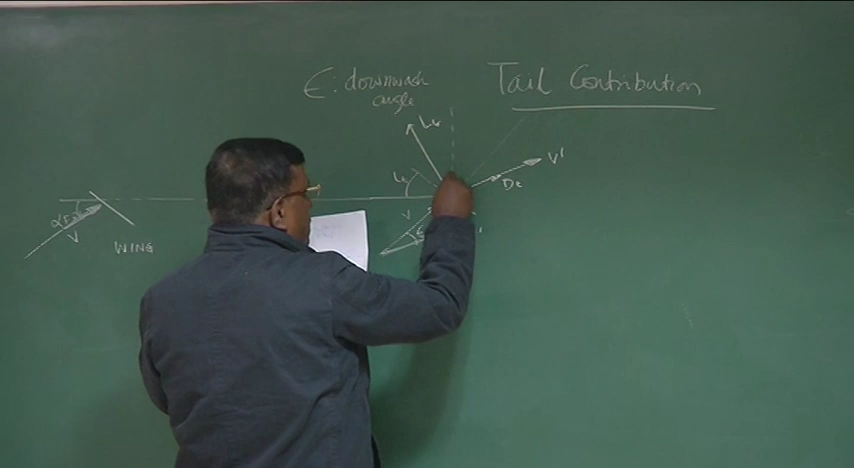 E. downwash
angle
Tail Contribution
Lt
V'
Dt
V
V
WING